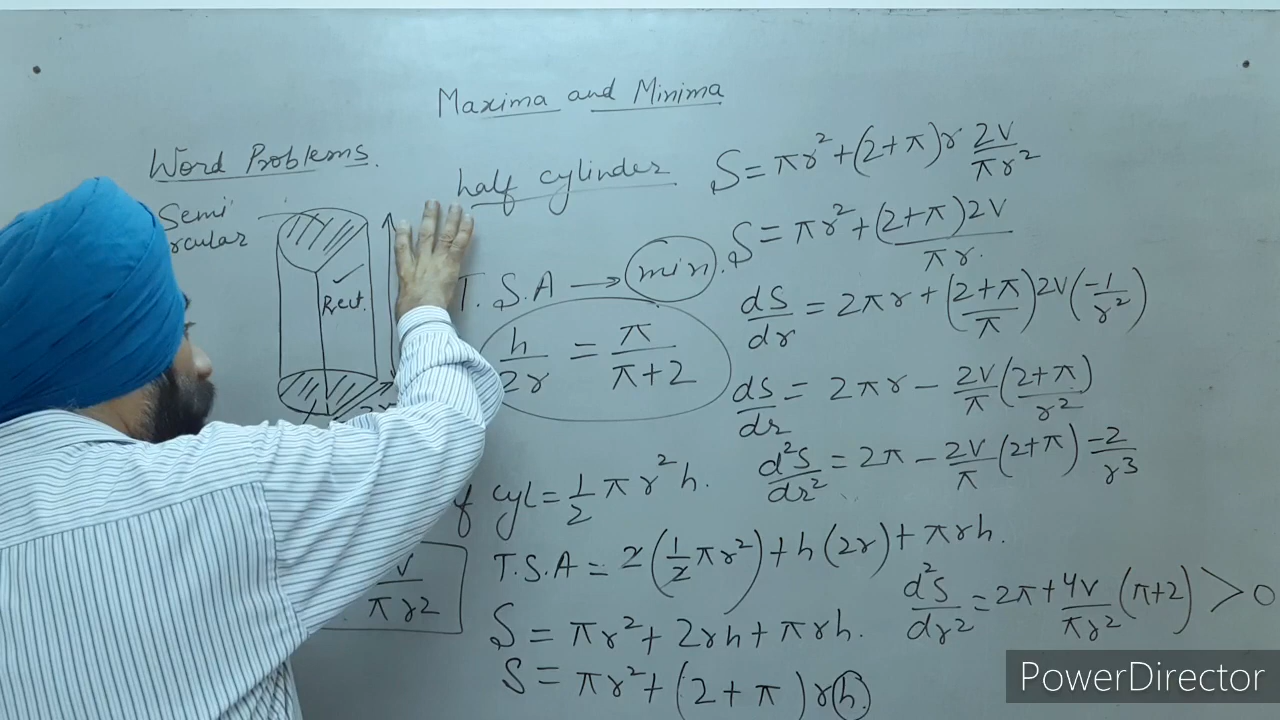 Maxima and Minima
Word Problems.
half cylinder
Semi
rcular
Rect.
T.S.A → min.
h/2r = π/π+2
f cyl = 1/2 πr²h.
V/πr2
T.S.A = 2(1/2 πr²) + h(2r) + πrh.
S = πr² + 2rh + πrh.
S = πr² + (2+π)rh.
S = πr² + (2+π)r 2V/πr²
S = πr² + (2+π)2V/πr.
dS/dr = 2πr + (2+π/π)2V(-1/r²)
dS/dr = 2πr - 2V/π (2+π/r²)
d²S/dr² = 2π - 2V/π (2+π) -2/r3
d²S/dr² = 2π + 4V/πr² (π+2) > 0
PowerDirector